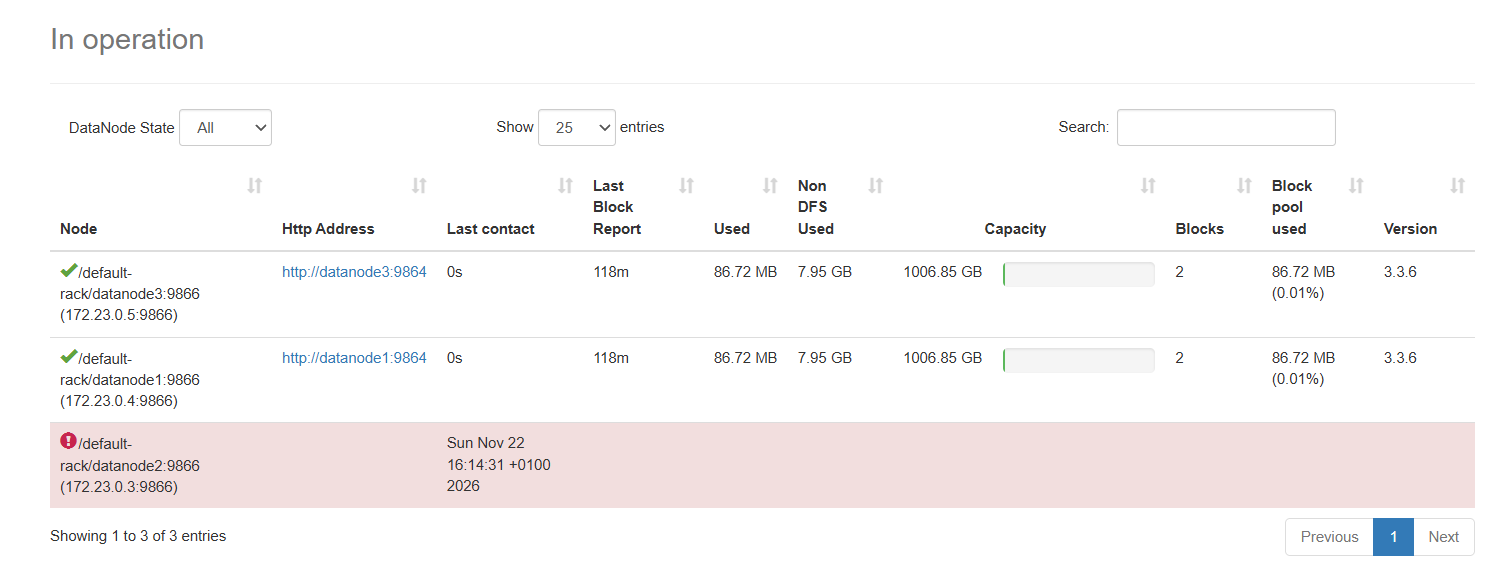 In operation
DataNode State All Show 25 entries Search:
Node Http Address Last contact Last Block Report Used Non DFS Used Capacity Blocks Block pool used Version
/default-
rack/datanode3:9866
(172.23.0.5:9866)
http://datanode3:9864 0s 118m 86.72 MB 7.95 GB 1006.85 GB 2 86.72 MB
(0.01%)
3.3.6
/default-
rack/datanode1:9866
(172.23.0.4:9866)
http://datanode1:9864 0s 118m 86.72 MB 7.95 GB 1006.85 GB 2 86.72 MB
(0.01%)
3.3.6
/default-
rack/datanode2:9866
(172.23.0.3:9866)
Sun Nov 22
16:14:31 +0100
2026
Showing 1 to 3 of 3 entries
Previous 1 Next